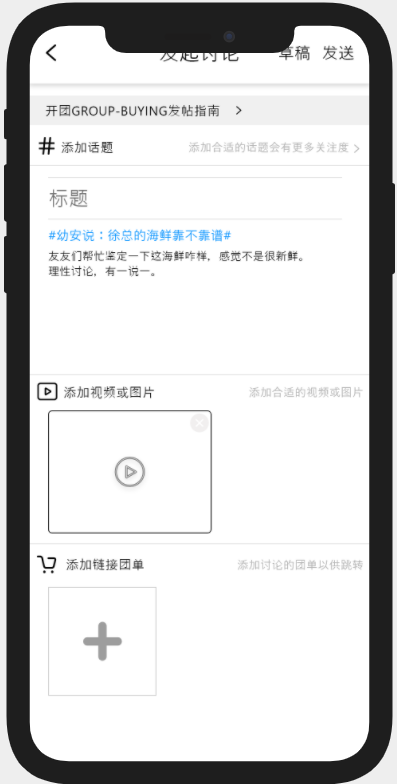 发起讨论 草稿 发送
开团GROUP-BUYING发帖指南 >
# 添加话题 添加合适的话题会有更多关注度 >
标题
#幼安说：徐总的海鲜靠不靠谱#
友友们帮忙鉴定一下这海鲜咋样，感觉不是很新鲜。
理性讨论，有一说一。
添加视频或图片 添加合适的视频或图片
添加链接团单 添加讨论的团单以供跳转